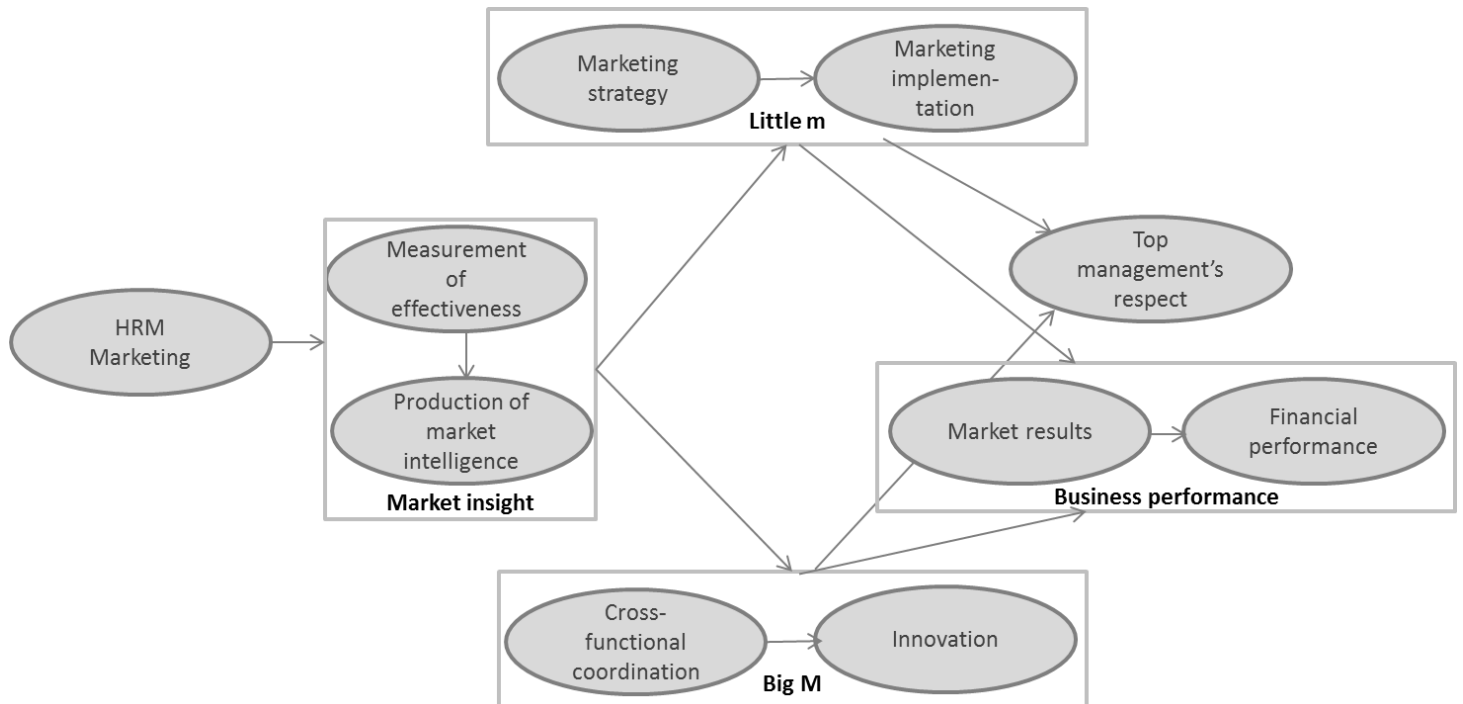 Marketing
strategy
Marketing
implemen-
tation
Little m
HRM
Marketing
Measurement
of
effectiveness
Production of
market
intelligence
Market insight
Top
management’s
respect
Market results
Financial
performance
Business performance
Cross-
functional
coordination
Innovation
Big M